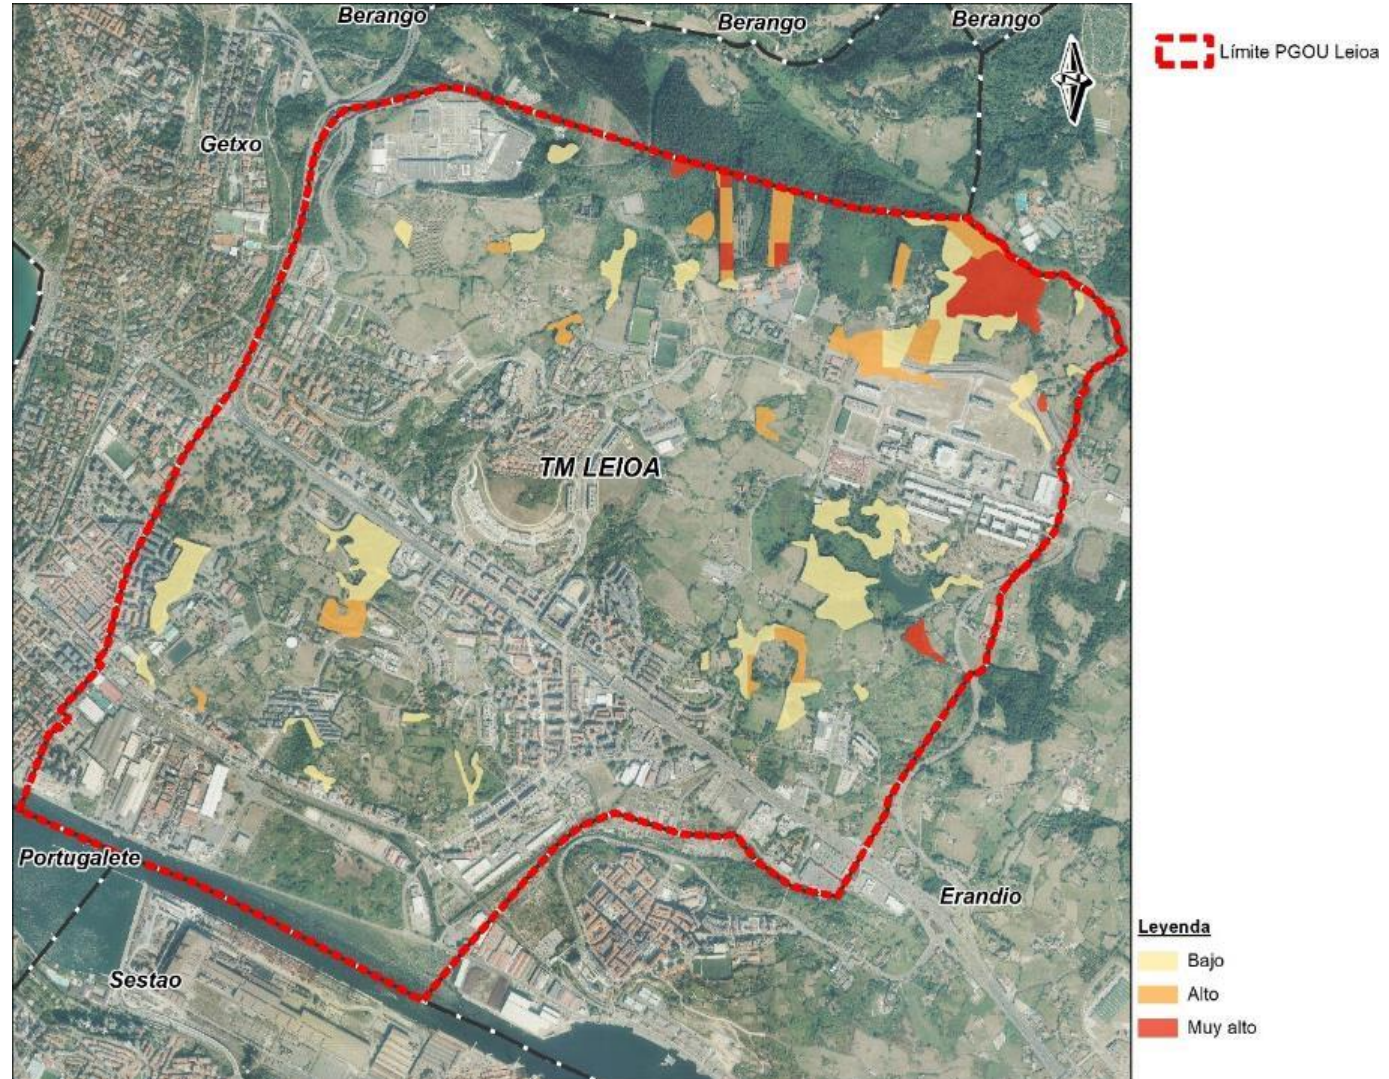 Berango
Berango
Berango
Límite PGOU Leioa
Getxo
N
TM LEIOA
Portugalete
Erandio
Sestao
Leyenda
Bajo
Alto
Muy alto